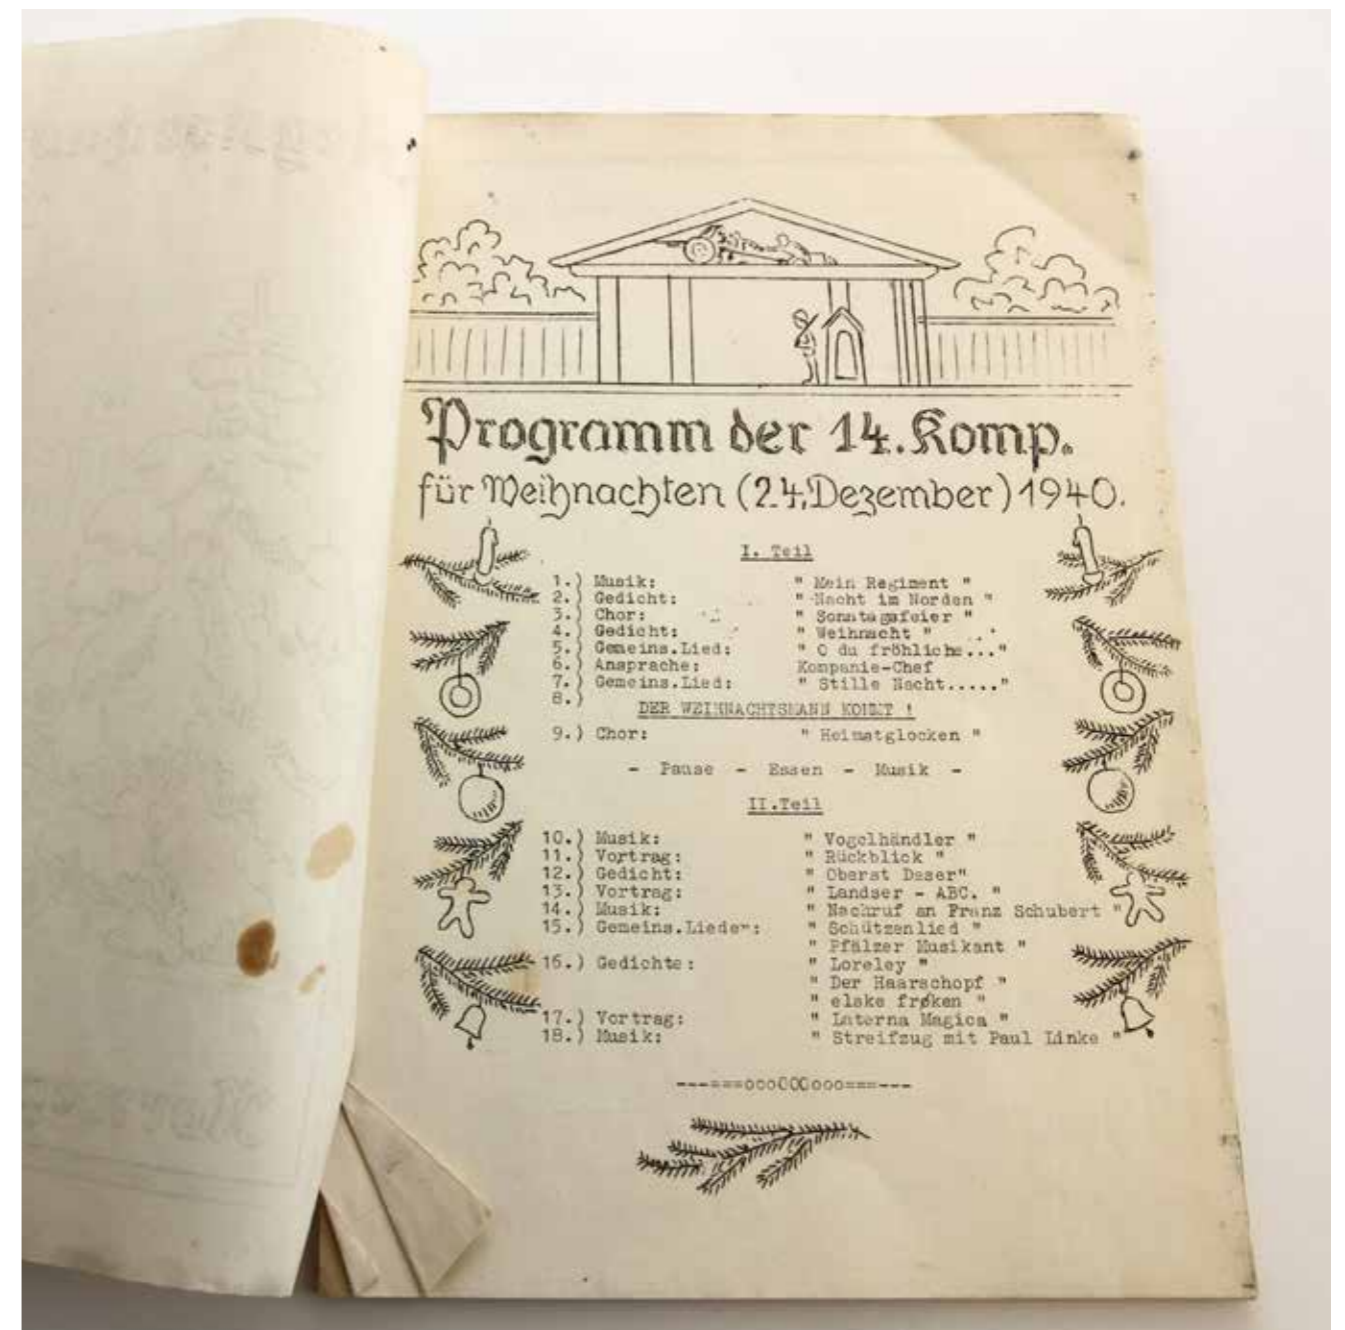 Programm der 14. Komp.
für Weihnachten (24. Dezember) 1940.
I. Teil
1.) Musik: " Mein Regiment "
2.) Gedicht: " Nacht im Norden "
3.) Chor: " Sonntagsfeier "
4.) Gedicht: " Weihnacht "
5.) Gemeins.Lied: " O du fröhliche..."
6.) Ansprache: Kompanie-Chef
7.) Gemeins.Lied: " Stille Nacht....."
8.)
DER WEIHNACHTSMANN KOMMT !
9.) Chor: " Heimatglocken "
- Pause - Essen - Musik -
II.Teil
10.) Musik: " Vogelhändler "
11.) Vortrag: " Rückblick "
12.) Gedicht: " Oberst Daser"
13.) Vortrag: " Landser - ABC. "
14.) Musik: " Nachruf an Franz Schubert "
15.) Gemeins.Lieder: " Schützenlied "
" Pfälzer Musikant "
16.) Gedichte: " Loreley "
" Der Haarschopf "
" elske frøken "
17.) Vortrag: " Laterna Magica "
18.) Musik: " Streifzug mit Paul Linke "
---===oooOOOooo===---